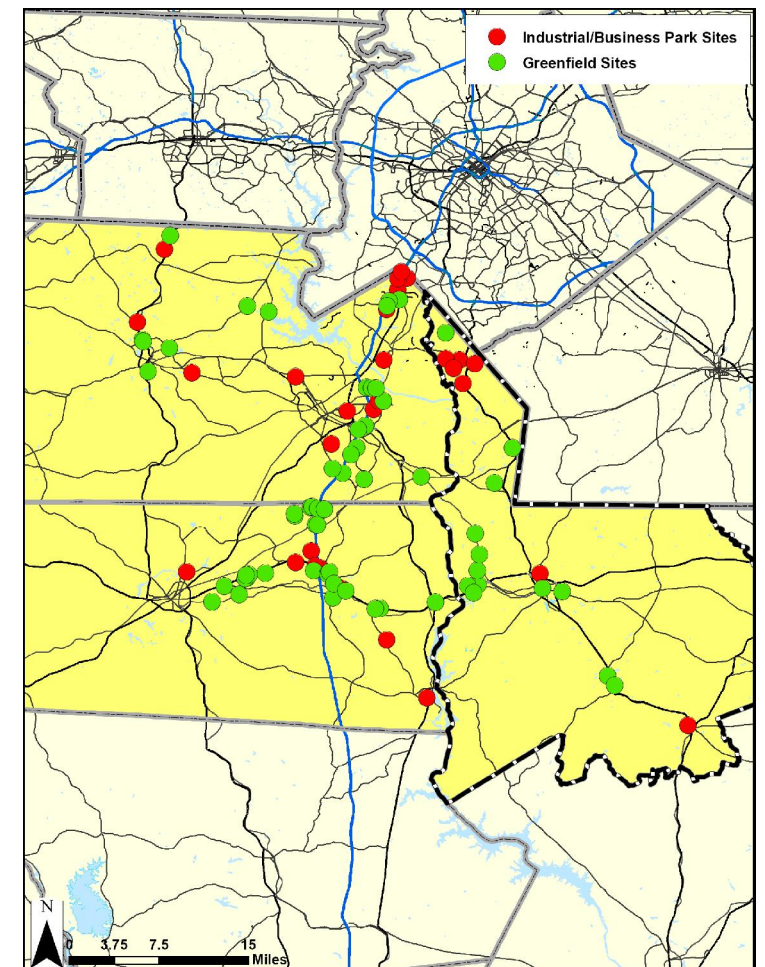 Industrial/Business Park Sites
Greenfield Sites
N
0 3.75 7.5 15
Miles